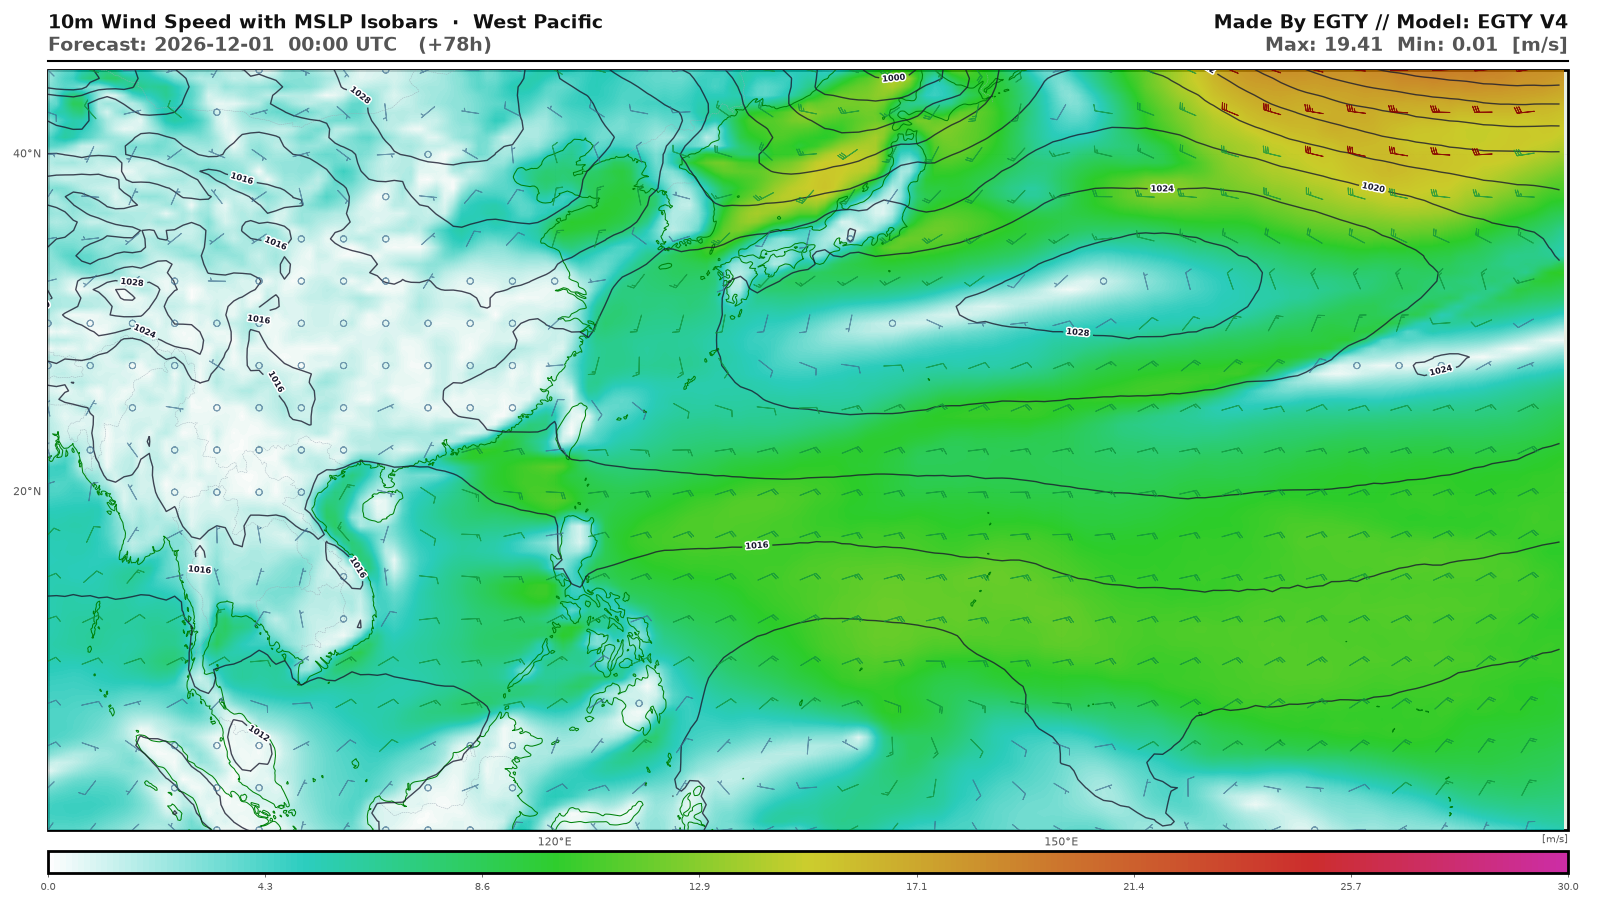 10m Wind Speed with MSLP Isobars · West Pacific
Made By EGTY // Model: EGTY V4
Forecast: 2026-12-01 00:00 UTC (+78h)
Max: 19.41 Min: 0.01 [m/s]
1000
1028
40°N
1016
1024
1020
1016
1028
1016
1024
1028
1024
1016
20°N
1016
1016
1016
1012
120°E
150°E
[m/s]
0.0 4.3 8.6 12.9 17.1 21.4 25.7 30.0